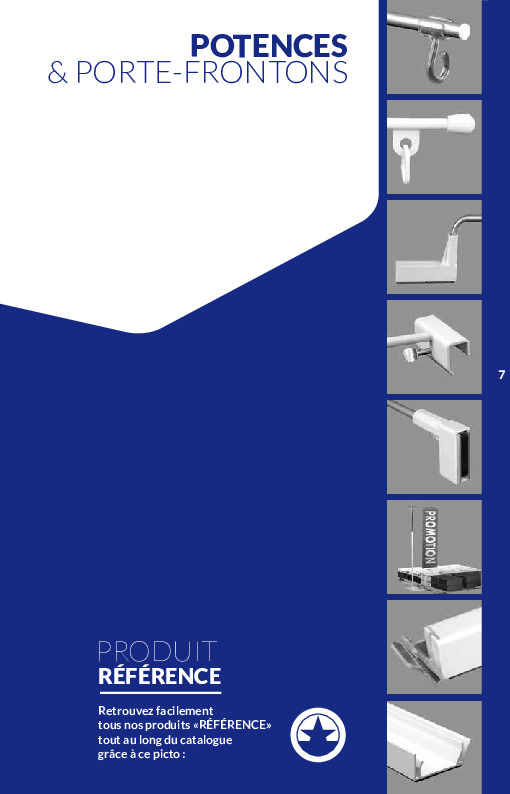 POTENCES
& PORTE-FRONTONS
7
PROMOTION
PRODUIT
RÉFÉRENCE
Retrouvez facilement
tous nos produits «RÉFÉRENCE»
tout au long du catalogue
grâce à ce picto :